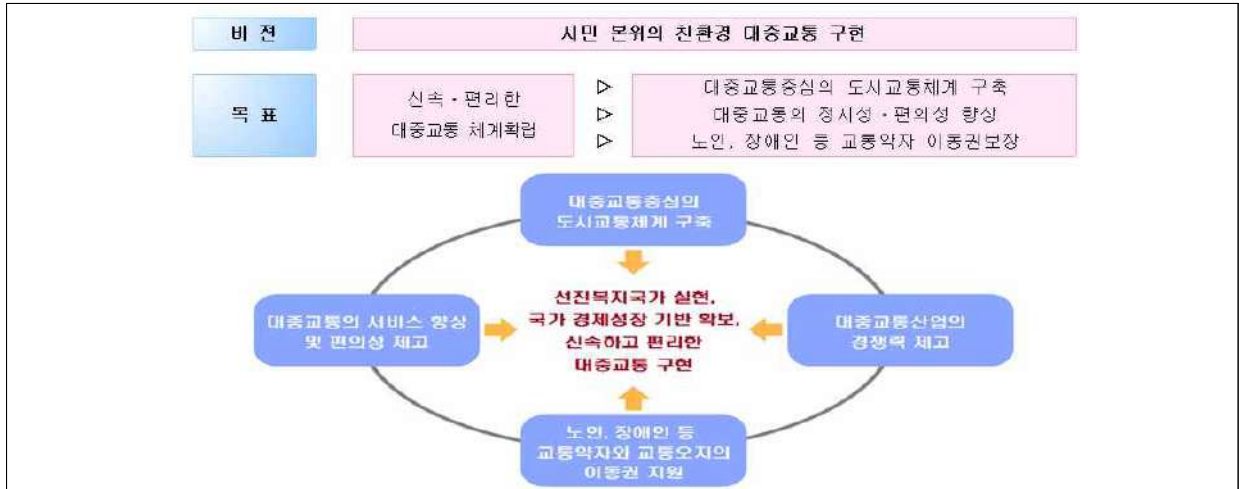 비 전
시민 본위의 친환경 대중교통 구현
목 표
신속·편리한
대중교통 체계확립
▷ 대중교통중심의 도시교통체계 구축
▷ 대중교통의 정시성·편의성 향상
▷ 노인, 장애인 등 교통약자 이동권보장
대중교통중심의
도시교통체계 구축
대중교통의 서비스 향상
및 편의성 제고
선진복지국가 실현,
국가 경제성장 기반 확보,
신속하고 편리한
대중교통 구현
대중교통산업의
경쟁력 제고
노인, 장애인 등
교통약자와 교통오지의
이동권 지원